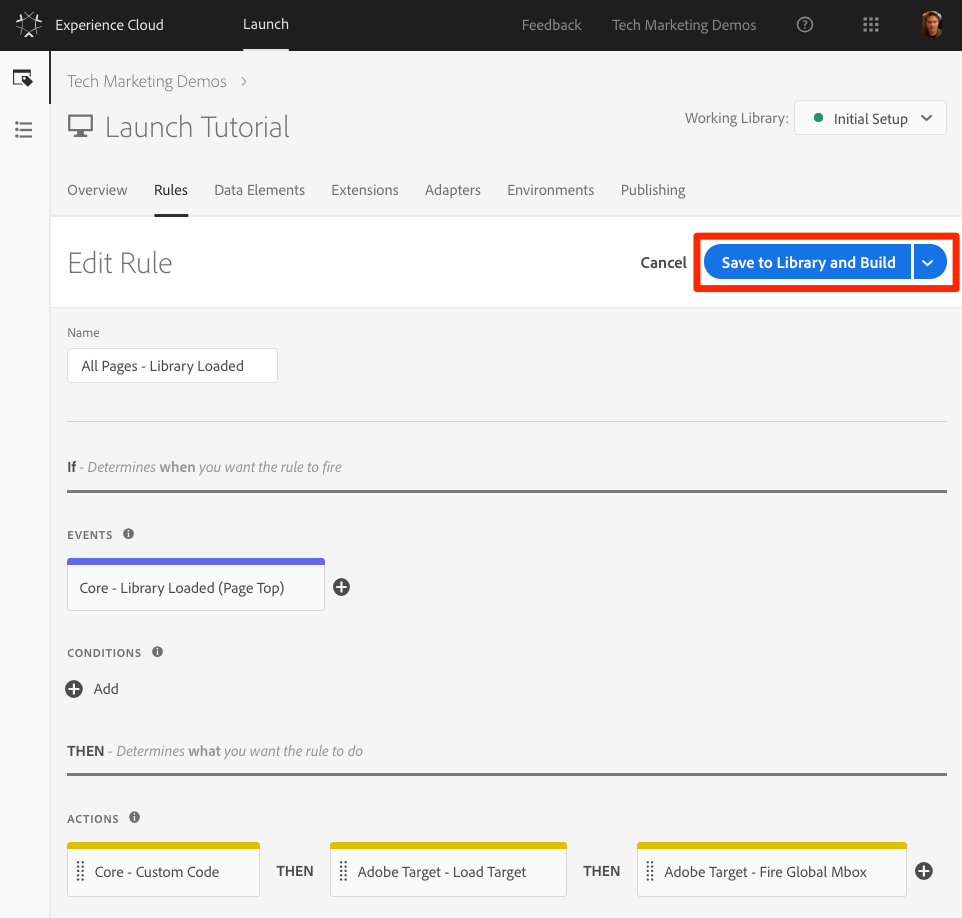 Experience Cloud Launch Feedback Tech Marketing Demos
Tech Marketing Demos
Launch Tutorial
Working Library: Initial Setup
Overview Rules Data Elements Extensions Adapters Environments Publishing
Edit Rule
Cancel Save to Library and Build
Name
All Pages - Library Loaded
If - Determines when you want the rule to fire
EVENTS
Core - Library Loaded (Page Top)
CONDITIONS
Add
THEN - Determines what you want the rule to do
ACTIONS
Core - Custom Code THEN Adobe Target - Load Target THEN Adobe Target - Fire Global Mbox